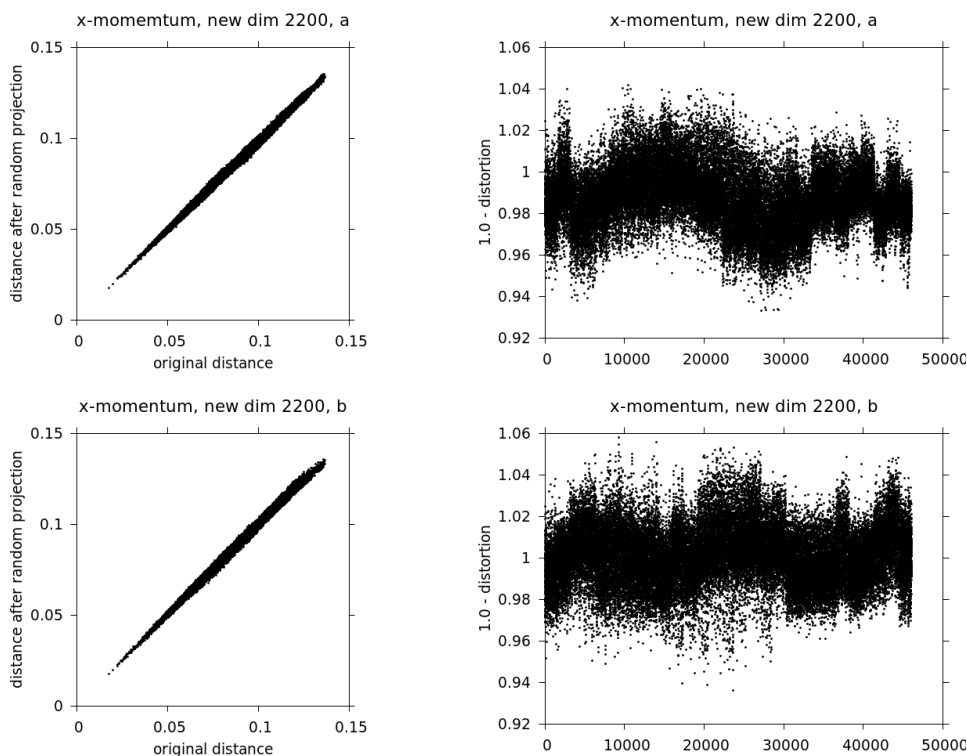 x-momemtum, new dim 2200, a
0.15
0.1
0.05
0
distance after random projection
0 0.05 0.1 0.15
original distance
x-momentum, new dim 2200, a
1.06
1.04
1.02
1
0.98
0.96
0.94
0.92
1.0 - distortion
0 10000 20000 30000 40000 50000
x-momentum, new dim 2200, b
0.15
0.1
0.05
0
distance after random projection
0 0.05 0.1 0.15
original distance
x-momentum, new dim 2200, b
1.06
1.04
1.02
1
0.98
0.96
0.94
0.92
1.0 - distortion
0 10000 20000 30000 40000 50000